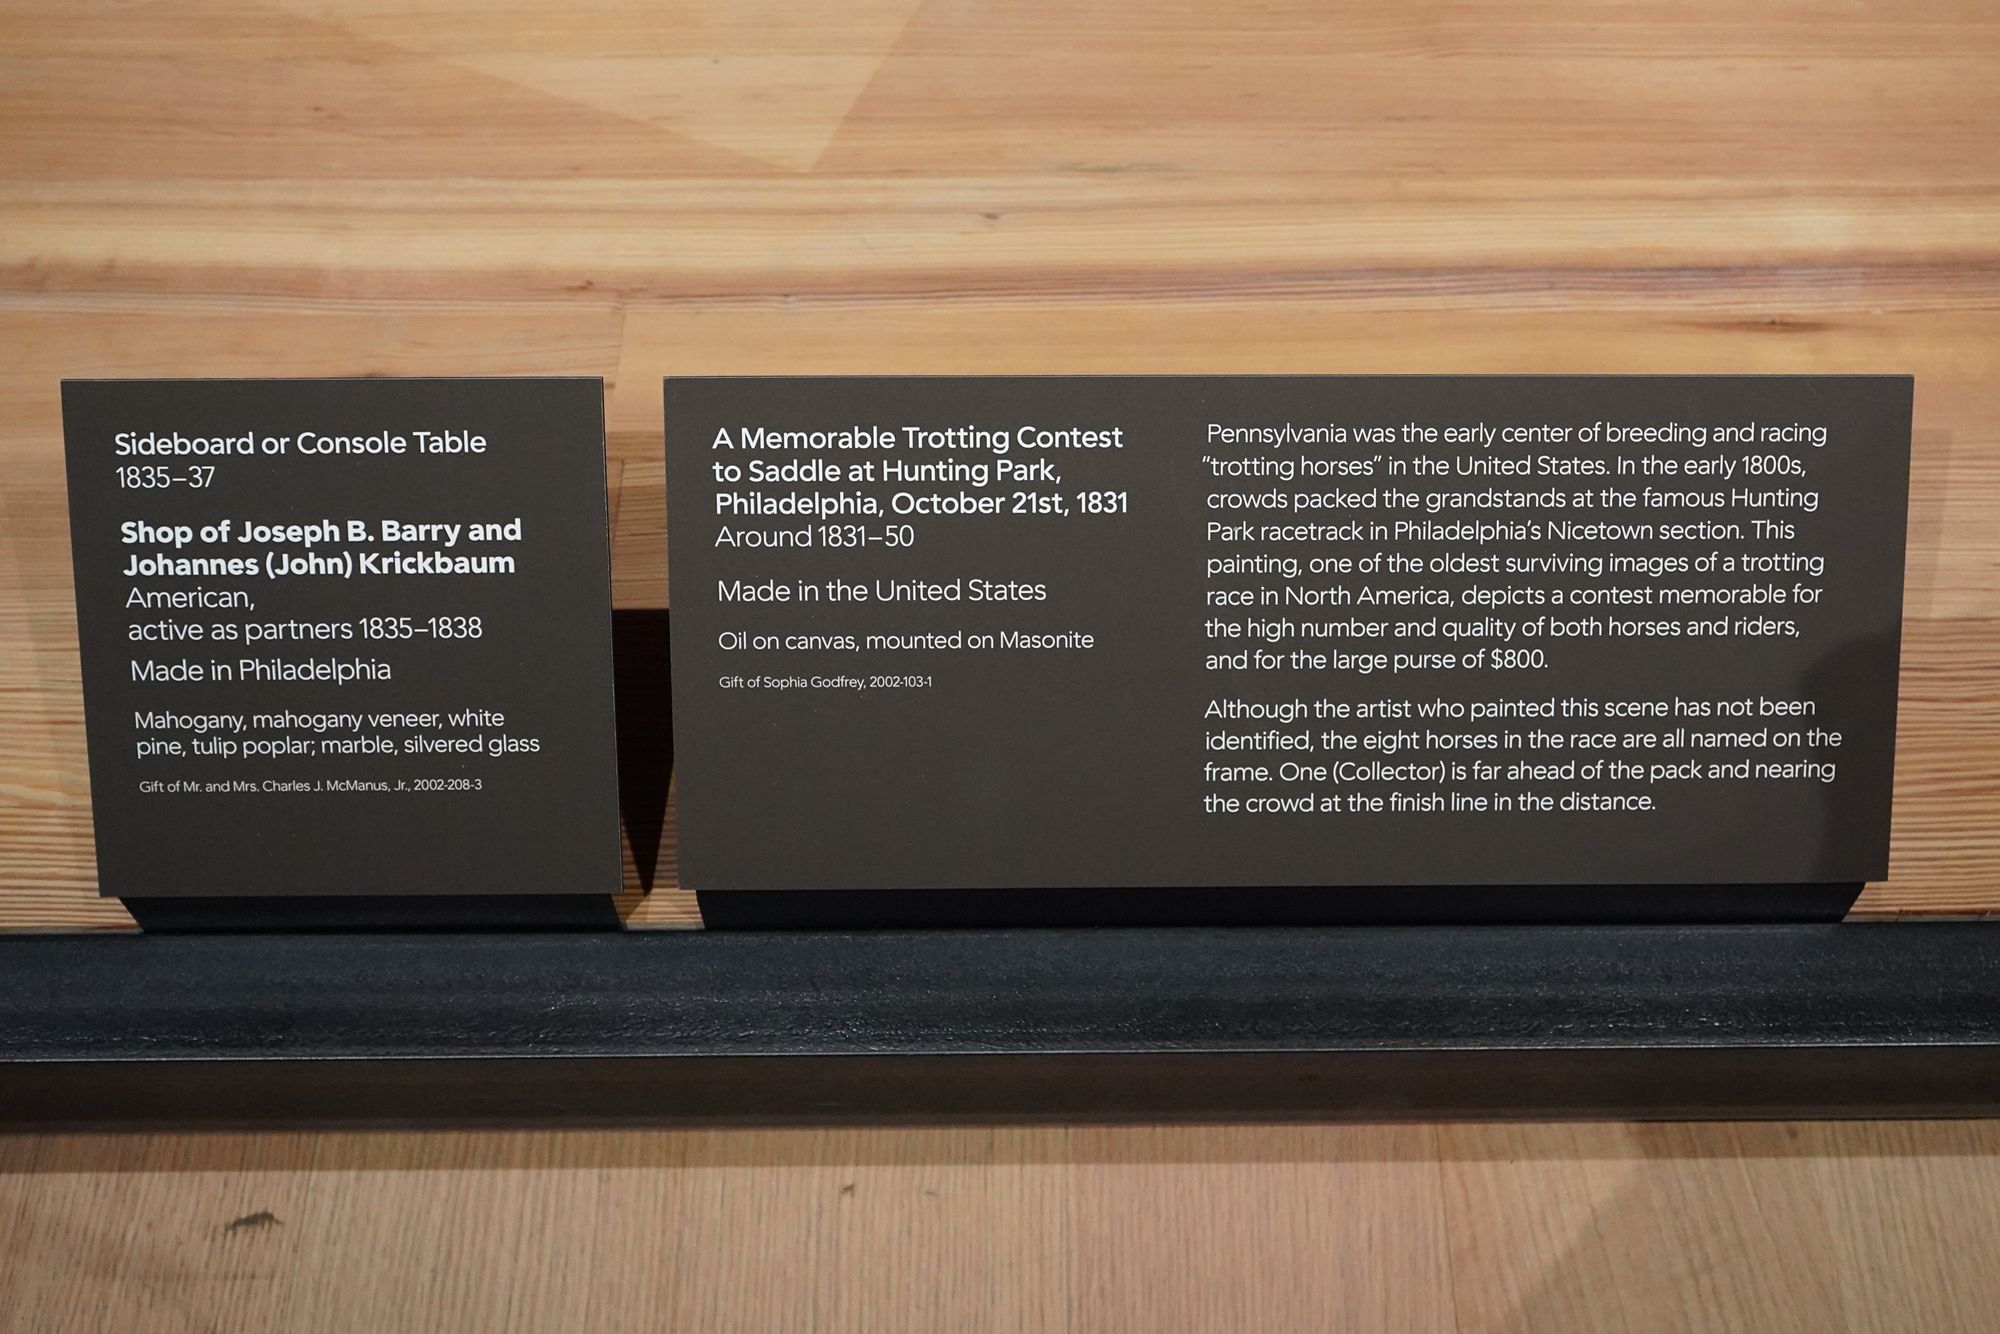 Sideboard or Console Table
1835–37
Shop of Joseph B. Barry and
Johannes (John) Krickbaum
American,
active as partners 1835–1838
Made in Philadelphia
Mahogany, mahogany veneer, white
pine, tulip poplar; marble, silvered glass
Gift of Mr. and Mrs. Charles J. McManus, Jr., 2002-208-3
A Memorable Trotting Contest
to Saddle at Hunting Park,
Philadelphia, October 21st, 1831
Around 1831–50
Made in the United States
Oil on canvas, mounted on Masonite
Gift of Sophia Godfrey, 2002-103-1
Pennsylvania was the early center of breeding and racing
“trotting horses” in the United States. In the early 1800s,
crowds packed the grandstands at the famous Hunting
Park racetrack in Philadelphia’s Nicetown section. This
painting, one of the oldest surviving images of a trotting
race in North America, depicts a contest memorable for
the high number and quality of both horses and riders,
and for the large purse of $800.
Although the artist who painted this scene has not been
identified, the eight horses in the race are all named on the
frame. One (Collector) is far ahead of the pack and nearing
the crowd at the finish line in the distance.